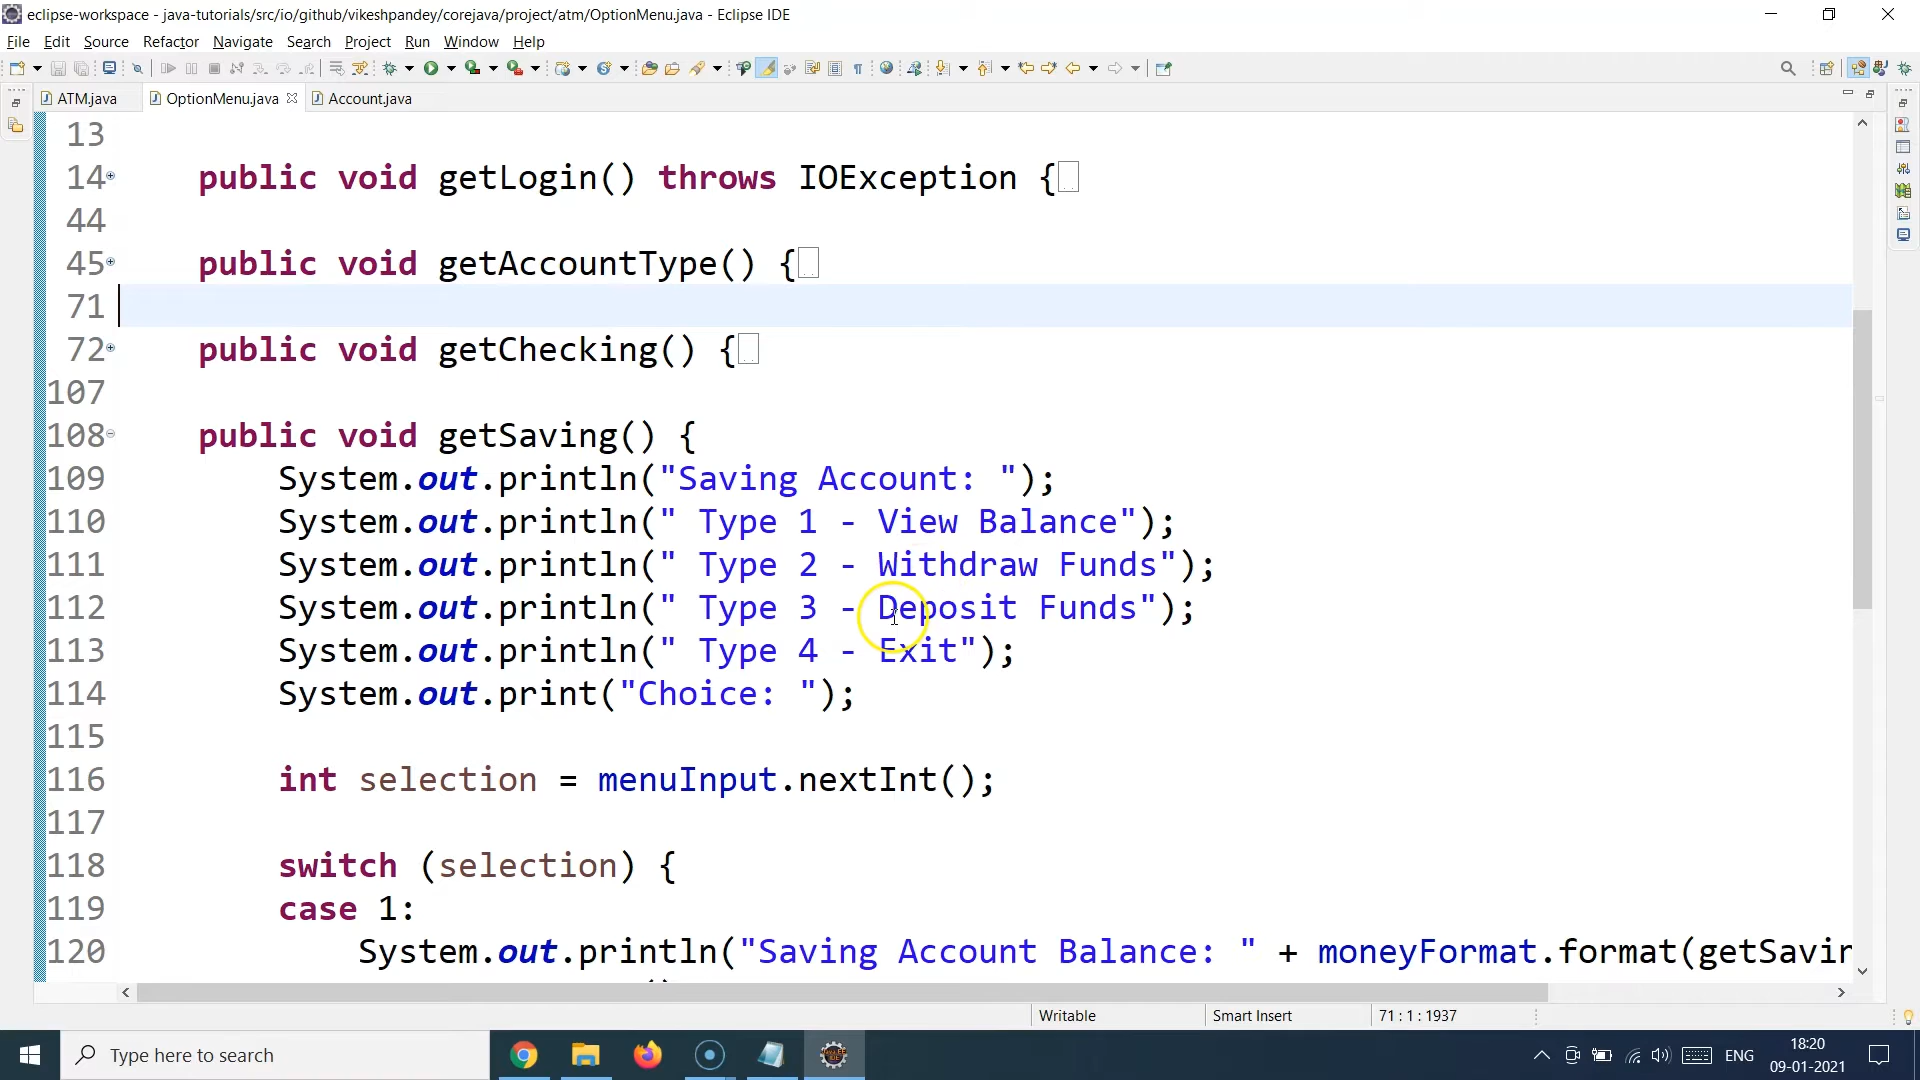 eclipse-workspace - java-tutorials/src/io/github/vikeshpandey/corejava/project/atm/OptionMenu.java - Eclipse IDE
File Edit Source Refactor Navigate Search Project Run Window Help
ATM.java OptionMenu.java Account.java
13
14 public void getLogin() throws IOException {
44
45 public void getAccountType() {
71
72 public void getChecking() {
107
108 public void getSaving() {
109 System.out.println("Saving Account: ");
110 System.out.println(" Type 1 - View Balance");
111 System.out.println(" Type 2 - Withdraw Funds");
112 System.out.println(" Type 3 - Deposit Funds");
113 System.out.println(" Type 4 - Exit");
114 System.out.print("Choice: ");
115
116 int selection = menuInput.nextInt();
117
118 switch (selection) {
119 case 1:
120 System.out.println("Saving Account Balance: " + moneyFormat.format(getSavin
Writable Smart Insert 71 : 1 : 1937
Type here to search ENG 18:20
09-01-2021